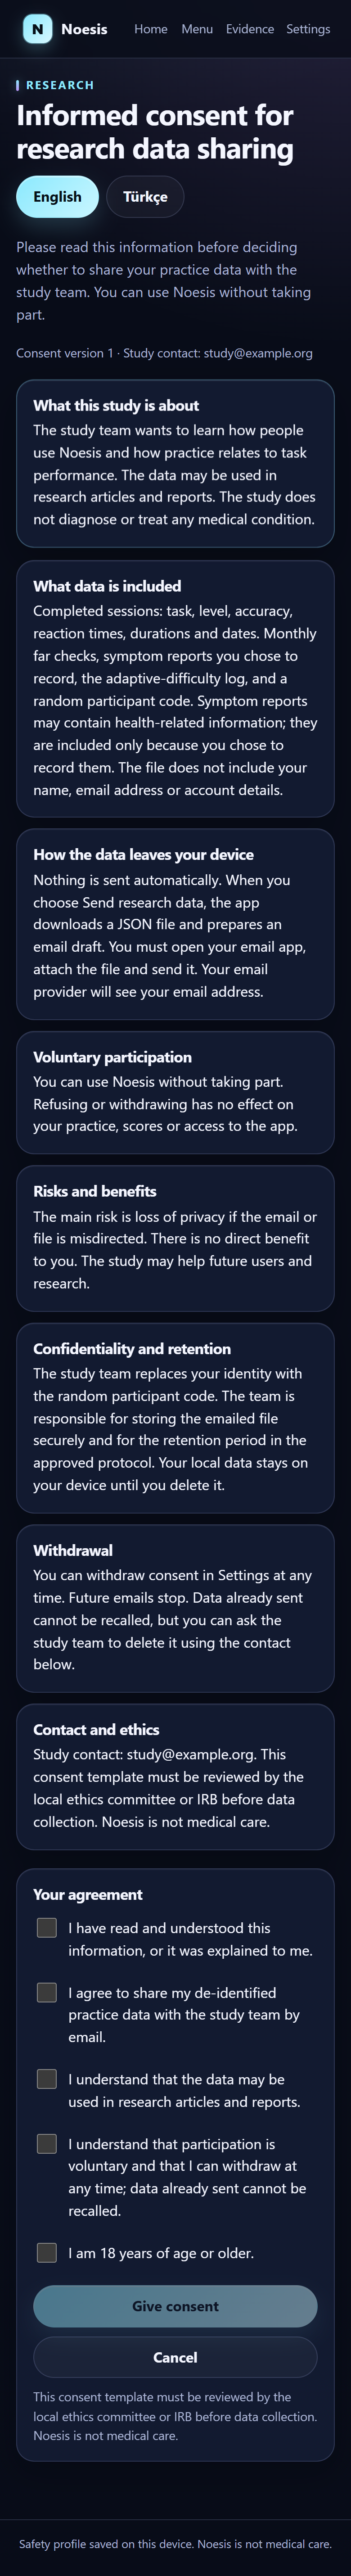 N Noesis Home Menu Evidence Settings
RESEARCH
Informed consent for
research data sharing
English Türkçe
Please read this information before deciding
whether to share your practice data with the
study team. You can use Noesis without taking
part.
Consent version 1 · Study contact: study@example.org
What this study is about
The study team wants to learn how people
use Noesis and how practice relates to task
performance. The data may be used in
research articles and reports. The study does
not diagnose or treat any medical condition.
What data is included
Completed sessions: task, level, accuracy,
reaction times, durations and dates. Monthly
far checks, symptom reports you chose to
record, the adaptive-difficulty log, and a
random participant code. Symptom reports
may contain health-related information; they
are included only because you chose to
record them. The file does not include your
name, email address or account details.
How the data leaves your device
Nothing is sent automatically. When you
choose Send research data, the app
downloads a JSON file and prepares an
email draft. You must open your email app,
attach the file and send it. Your email
provider will see your email address.
Voluntary participation
You can use Noesis without taking part.
Refusing or withdrawing has no effect on
your practice, scores or access to the app.
Risks and benefits
The main risk is loss of privacy if the email or
file is misdirected. There is no direct benefit
to you. The study may help future users and
research.
Confidentiality and retention
The study team replaces your identity with
the random participant code. The team is
responsible for storing the emailed file
securely and for the retention period in the
approved protocol. Your local data stays on
your device until you delete it.
Withdrawal
You can withdraw consent in Settings at any
time. Future emails stop. Data already sent
cannot be recalled, but you can ask the
study team to delete it using the contact
below.
Contact and ethics
Study contact: study@example.org. This
consent template must be reviewed by the
local ethics committee or IRB before data
collection. Noesis is not medical care.
Your agreement
I have read and understood this
information, or it was explained to me.
I agree to share my de-identified
practice data with the study team by
email.
I understand that the data may be
used in research articles and reports.
I understand that participation is
voluntary and that I can withdraw at
any time; data already sent cannot be
recalled.
I am 18 years of age or older.
Give consent
Cancel
This consent template must be reviewed by the
local ethics committee or IRB before data collection.
Noesis is not medical care.
Safety profile saved on this device. Noesis is not medical care.